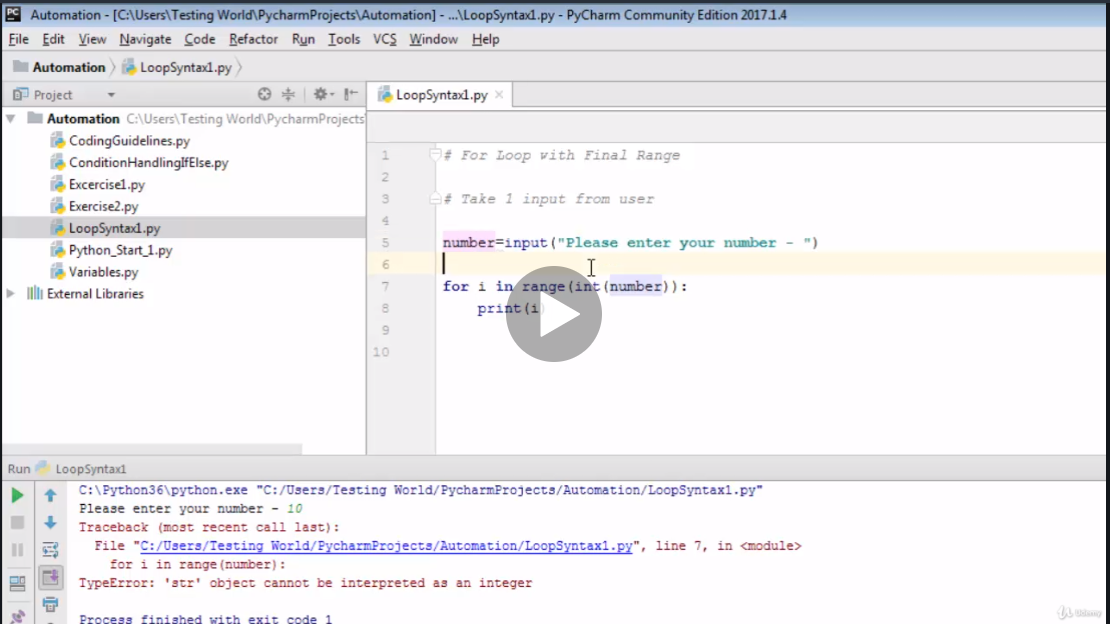 PC Automation - [C:\Users\Testing World\PycharmProjects\Automation] - ...\LoopSyntax1.py - PyCharm Community Edition 2017.1.4
File Edit View Navigate Code Refactor Run Tools VCS Window Help
Automation LoopSyntax1.py
Project
LoopSyntax1.py
Automation C:\Users\Testing World\PycharmProjects
CodingGuidelines.py
ConditionHandlingIfElse.py
Excercise1.py
Exercise2.py
LoopSyntax1.py
Python_Start_1.py
Variables.py
External Libraries
1 # For Loop with Final Range
2
3 # Take 1 input from user
4
5 number=input("Please enter your number - ")
6
7 for i in range(int(number)):
8 print(i
9
10
Run LoopSyntax1
C:\Python36\python.exe "C:/Users/Testing World/PycharmProjects/Automation/LoopSyntax1.py"
Please enter your number - 10
Traceback (most recent call last):
File "C:/Users/Testing World/PycharmProjects/Automation/LoopSyntax1.py", line 7, in <module>
for i in range(number):
TypeError: 'str' object cannot be interpreted as an integer
Process finished with exit code 1
Udemy